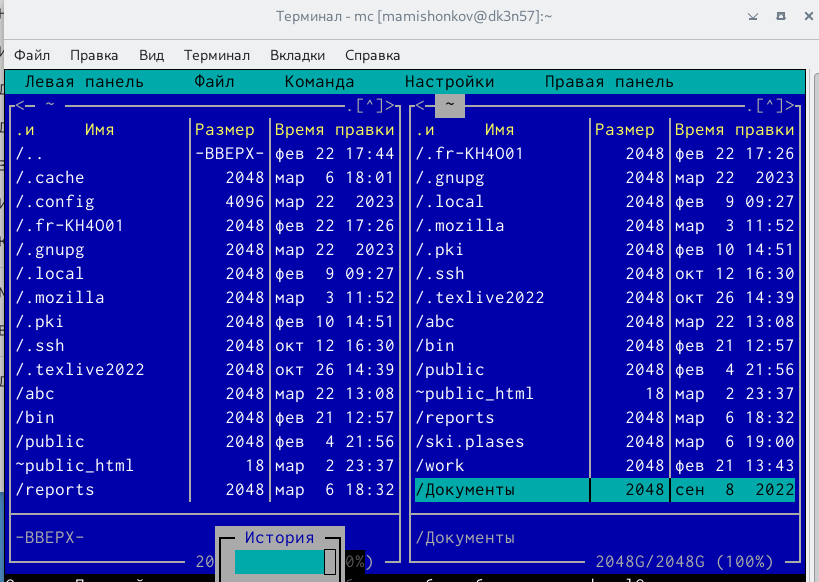 Терминал - mc [mamishonkov@dk3n57]:~
Файл Правка Вид Терминал Вкладки Справка
Левая панель Файл Команда Настройки Правая панель
<— ~ .[^]> <— ~ .[^]>
.и Имя Размер Время правки .и Имя Размер Время правки
/.. -ВВЕРХ- фев 22 17:44 /.fr-KH4O01 2048 фев 22 17:26
/.cache 2048 мар 6 18:01 /.gnupg 2048 мар 22 2023
/.config 4096 мар 22 2023 /.local 2048 фев 9 09:27
/.fr-KH4O01 2048 фев 22 17:26 /.mozilla 2048 мар 3 11:52
/.gnupg 2048 мар 22 2023 /.pki 2048 фев 10 14:51
/.local 2048 фев 9 09:27 /.ssh 2048 окт 12 16:30
/.mozilla 2048 мар 3 11:52 /.texlive2022 2048 окт 26 14:39
/.pki 2048 фев 10 14:51 /abc 2048 мар 22 13:08
/.ssh 2048 окт 12 16:30 /bin 2048 фев 21 12:57
/.texlive2022 2048 окт 26 14:39 /public 2048 фев 4 21:56
/abc 2048 мар 22 13:08 ~public_html 18 мар 2 23:37
/bin 2048 фев 21 12:57 /reports 2048 мар 6 18:32
/public 2048 фев 4 21:56 /ski.plases 2048 мар 6 19:00
~public_html 18 мар 2 23:37 /work 2048 фев 21 13:43
/reports 2048 мар 6 18:32 /Документы 2048 сен 8 2022
-ВВЕРХ- История /Документы
20 0%) 2048G/2048G (100%)